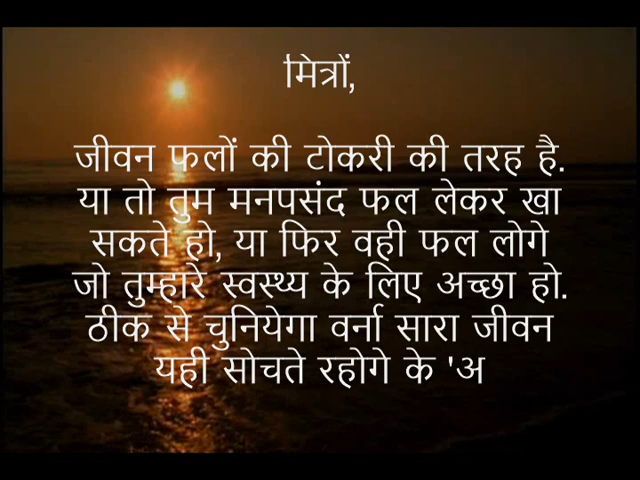 मित्रों,
जीवन फलों की टोकरी की तरह है.
या तो तुम मनपसंद फल लेकर खा
सकते हो, या फिर वही फल लोगे
जो तुम्हारे स्वस्थ्य के लिए अच्छा हो.
ठीक से चुनियेगा वर्ना सारा जीवन
यही सोचते रहोगे के 'अ